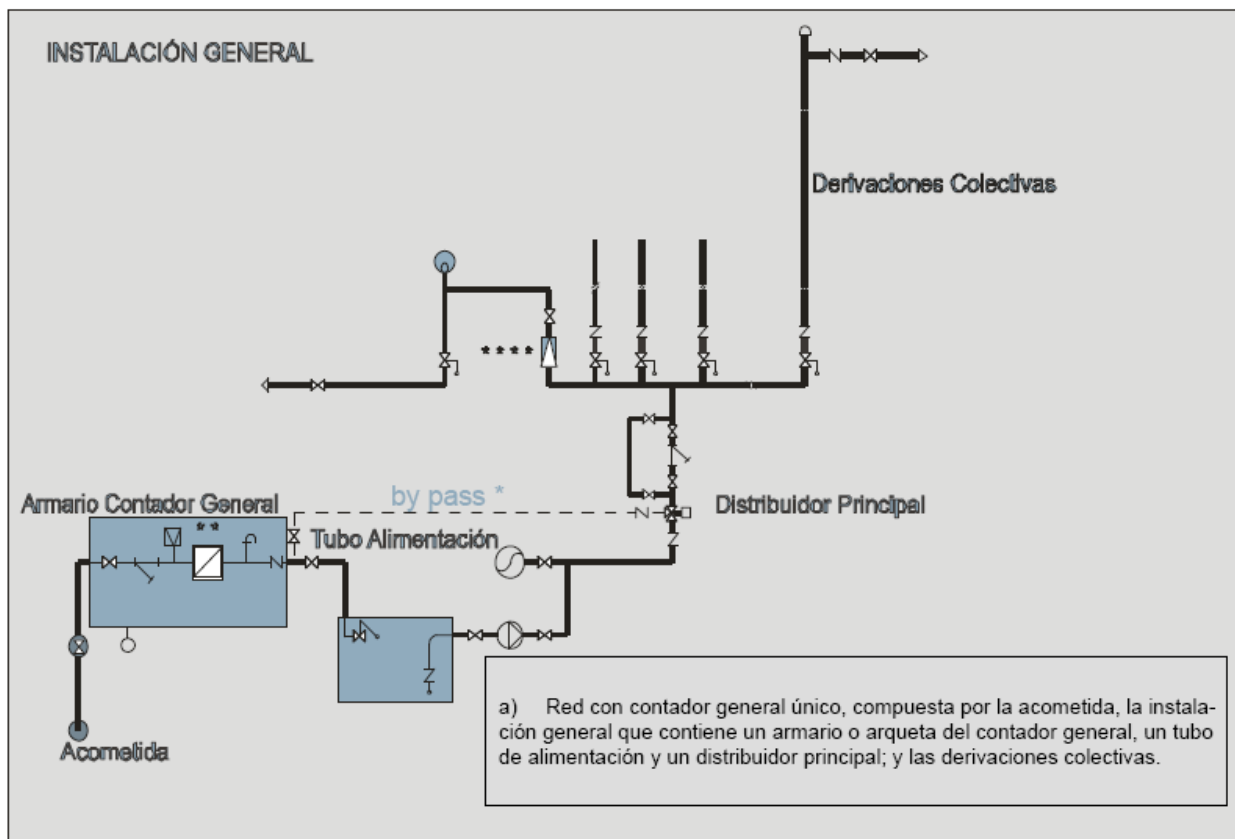 INSTALACIÓN GENERAL
Derivaciones Colectivas
* * * *
Armario Contador General
by pass *
Distribuidor Principal
* *
Tubo Alimentación
a) Red con contador general único, compuesta por la acometida, la instala-
ción general que contiene un armario o arqueta del contador general, un tubo
de alimentación y un distribuidor principal; y las derivaciones colectivas.
Acometida